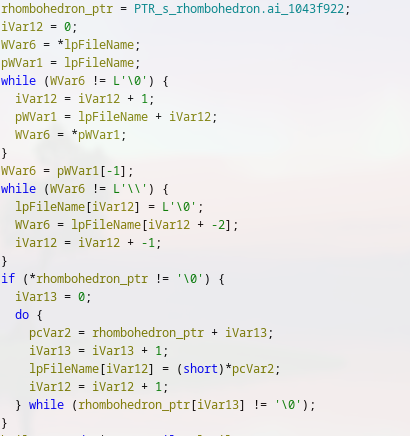 rhombohedron_ptr = PTR_s_rhombohedron.ai_1043f922;
iVar12 = 0;
WVar6 = *lpFileName;
pWVar1 = lpFileName;
while (WVar6 != L'\0') {
  iVar12 = iVar12 + 1;
  pWVar1 = lpFileName + iVar12;
  WVar6 = *pWVar1;
}
WVar6 = pWVar1[-1];
while (WVar6 != L'\\') {
  lpFileName[iVar12] = L'\0';
  WVar6 = lpFileName[iVar12 + -2];
  iVar12 = iVar12 + -1;
}
if (*rhombohedron_ptr != '\0') {
  iVar13 = 0;
  do {
    pcVar2 = rhombohedron_ptr + iVar13;
    iVar13 = iVar13 + 1;
    lpFileName[iVar12] = (short)*pcVar2;
    iVar12 = iVar12 + 1;
  } while (rhombohedron_ptr[iVar13] != '\0');
}